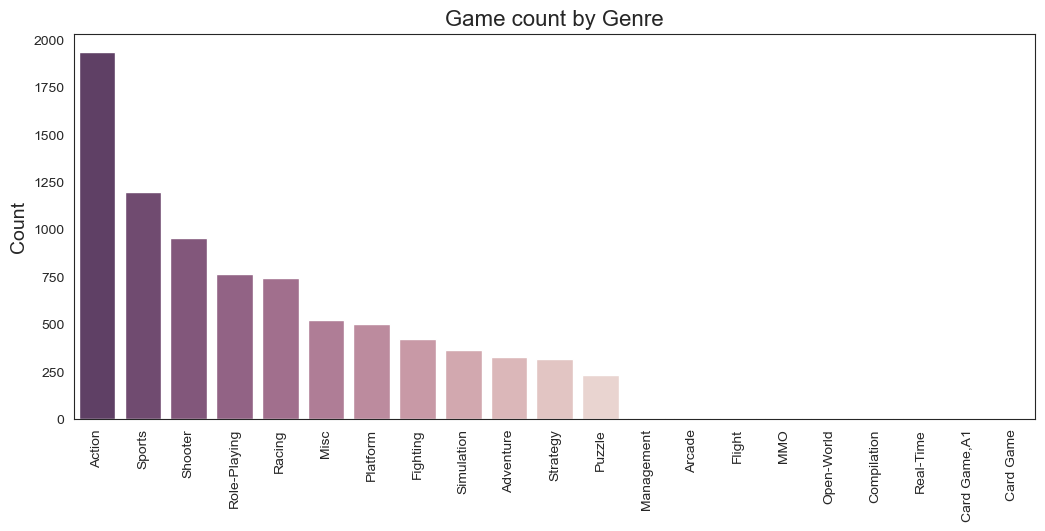 Game count by Genre
Count
2000
1750
1500
1250
1000
750
500
250
0
Action
Sports
Shooter
Role-Playing
Racing
Misc
Platform
Fighting
Simulation
Adventure
Strategy
Puzzle
Management
Arcade
Flight
MMO
Open-World
Compilation
Real-Time
Card Game,A1
Card Game